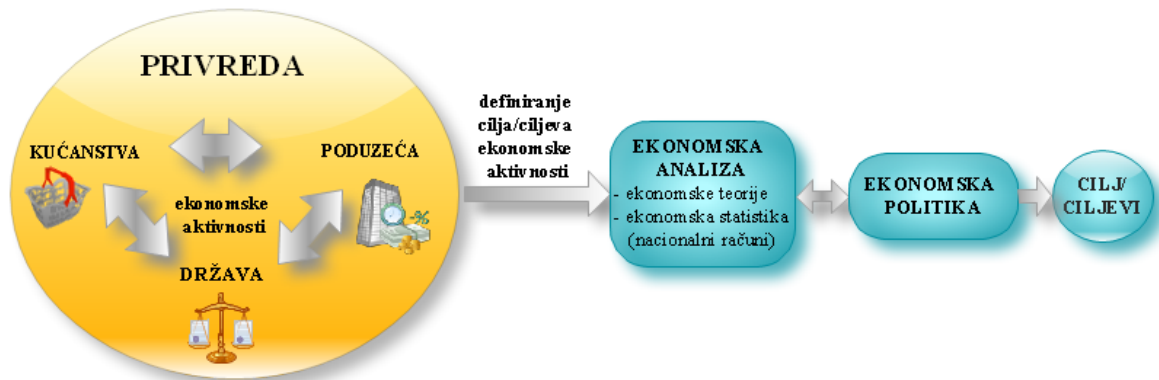 PRIVREDA
KUĆANSTVA
PODUZEĆA
ekonomske
aktivnosti
DRŽAVA
definiranje
cilja/ciljeva
ekonomske
aktivnosti
EKONOMSKA
ANALIZA
- ekonomske teorije
- ekonomska statistika
(nacionalni računi)
EKONOMSKA
POLITIKA
CILJ/
CILJEVI